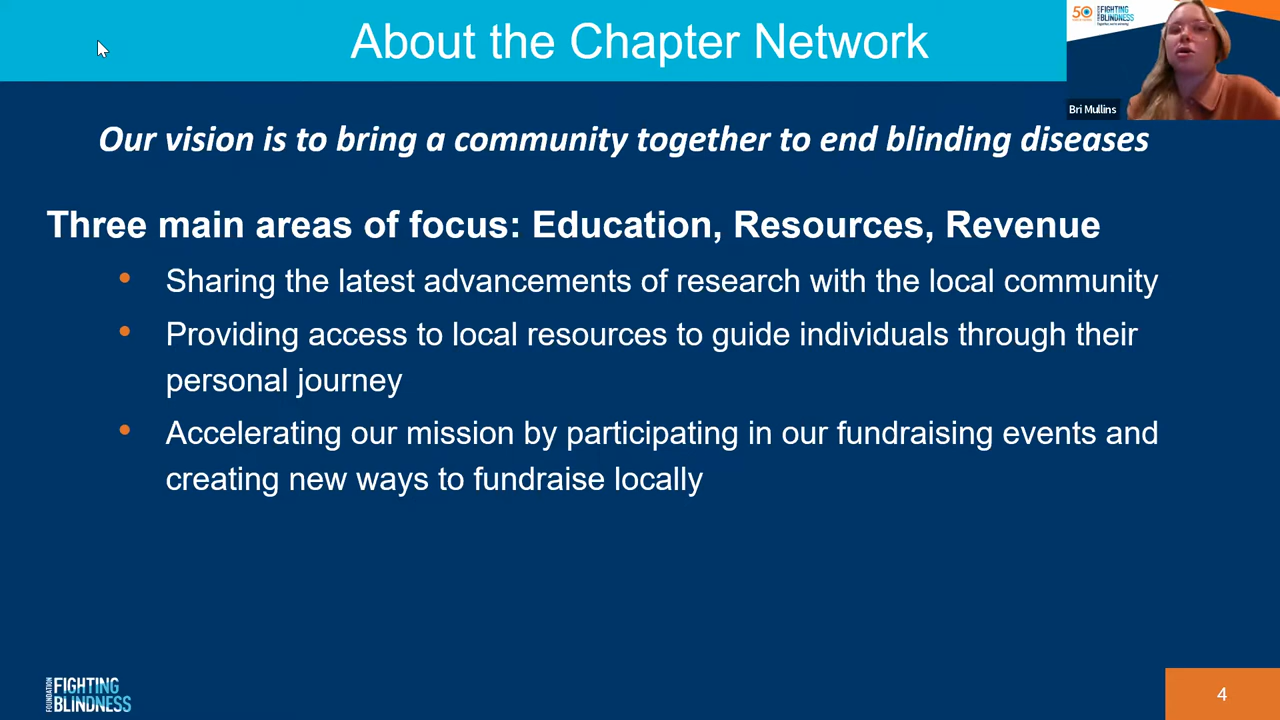 About the Chapter Network
50
FIGHTING
BLINDNESS
Bri Mullins
Our vision is to bring a community together to end blinding diseases
Three main areas of focus: Education, Resources, Revenue
• Sharing the latest advancements of research with the local community
• Providing access to local resources to guide individuals through their
personal journey
• Accelerating our mission by participating in our fundraising events and
creating new ways to fundraise locally
FOUNDATION
FIGHTING
BLINDNESS
4